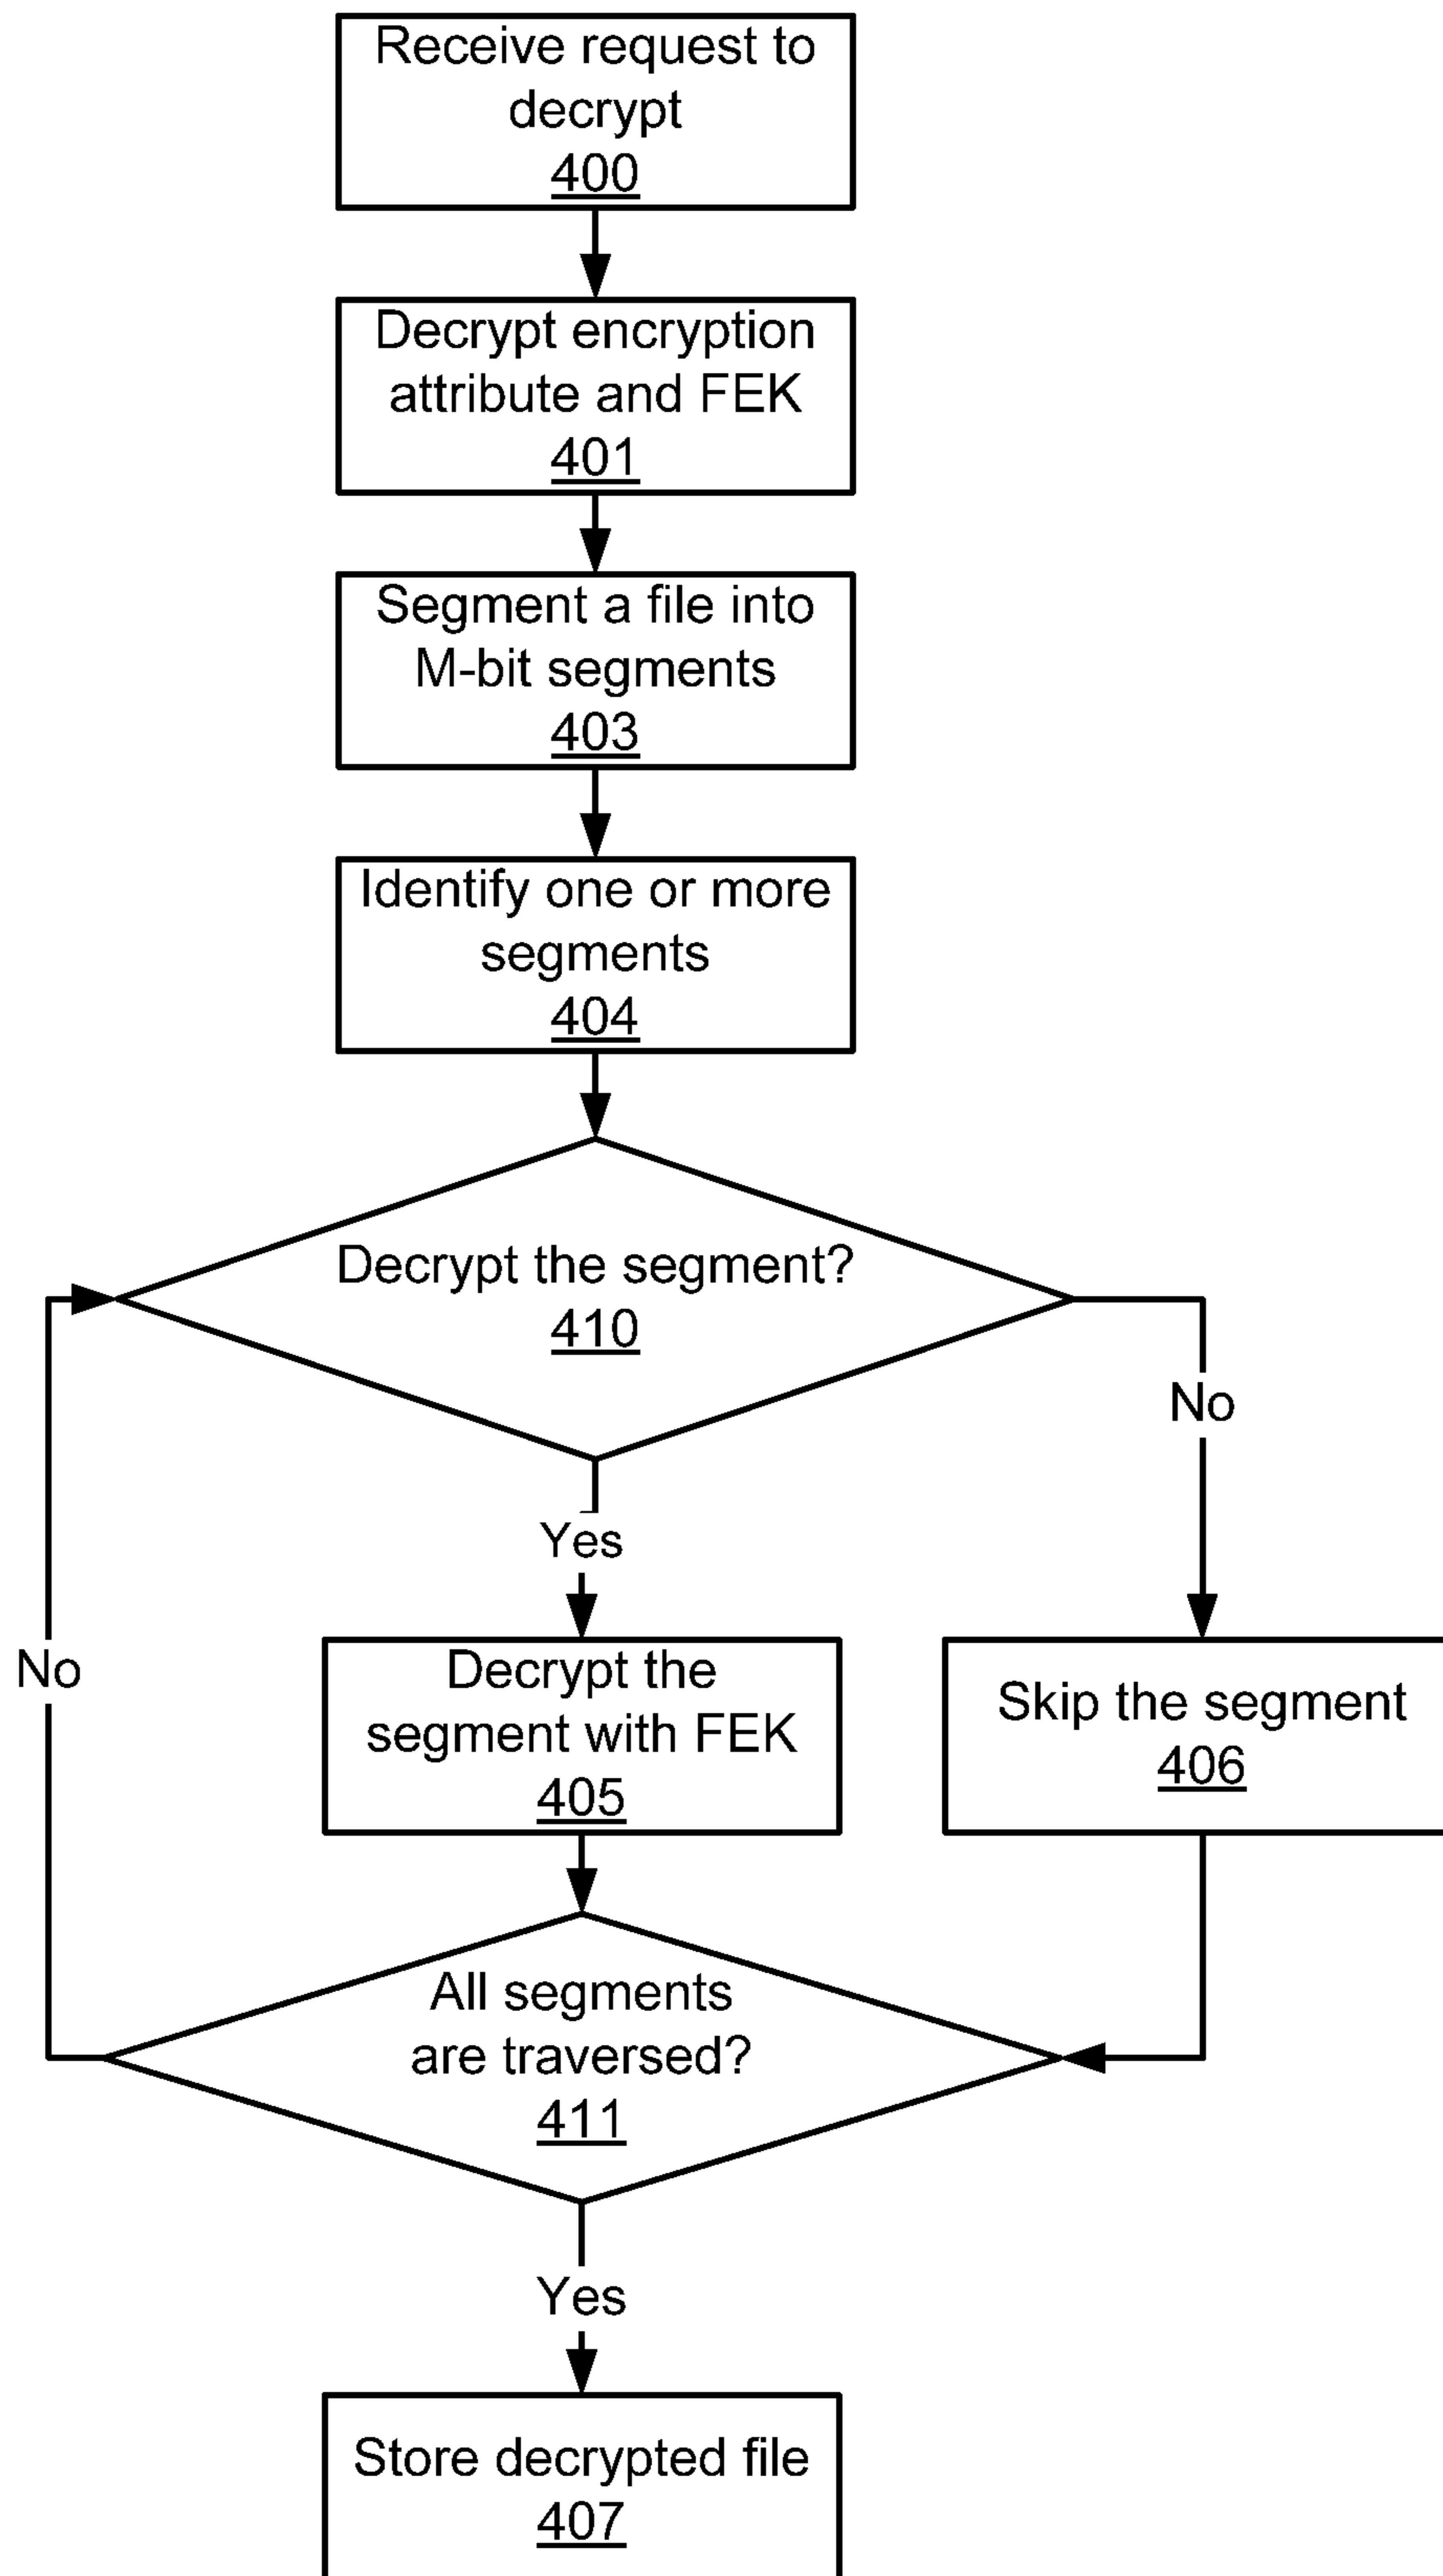 Receive request to
decrypt
400
Decrypt encryption
attribute and FEK
401
Segment a file into
M-bit segments
403
Identify one or more
segments
404
Decrypt the segment?
410
No
Yes
No
Decrypt the
segment with FEK
405
Skip the segment
406
All segments
are traversed?
411
Yes
Store decrypted file
407